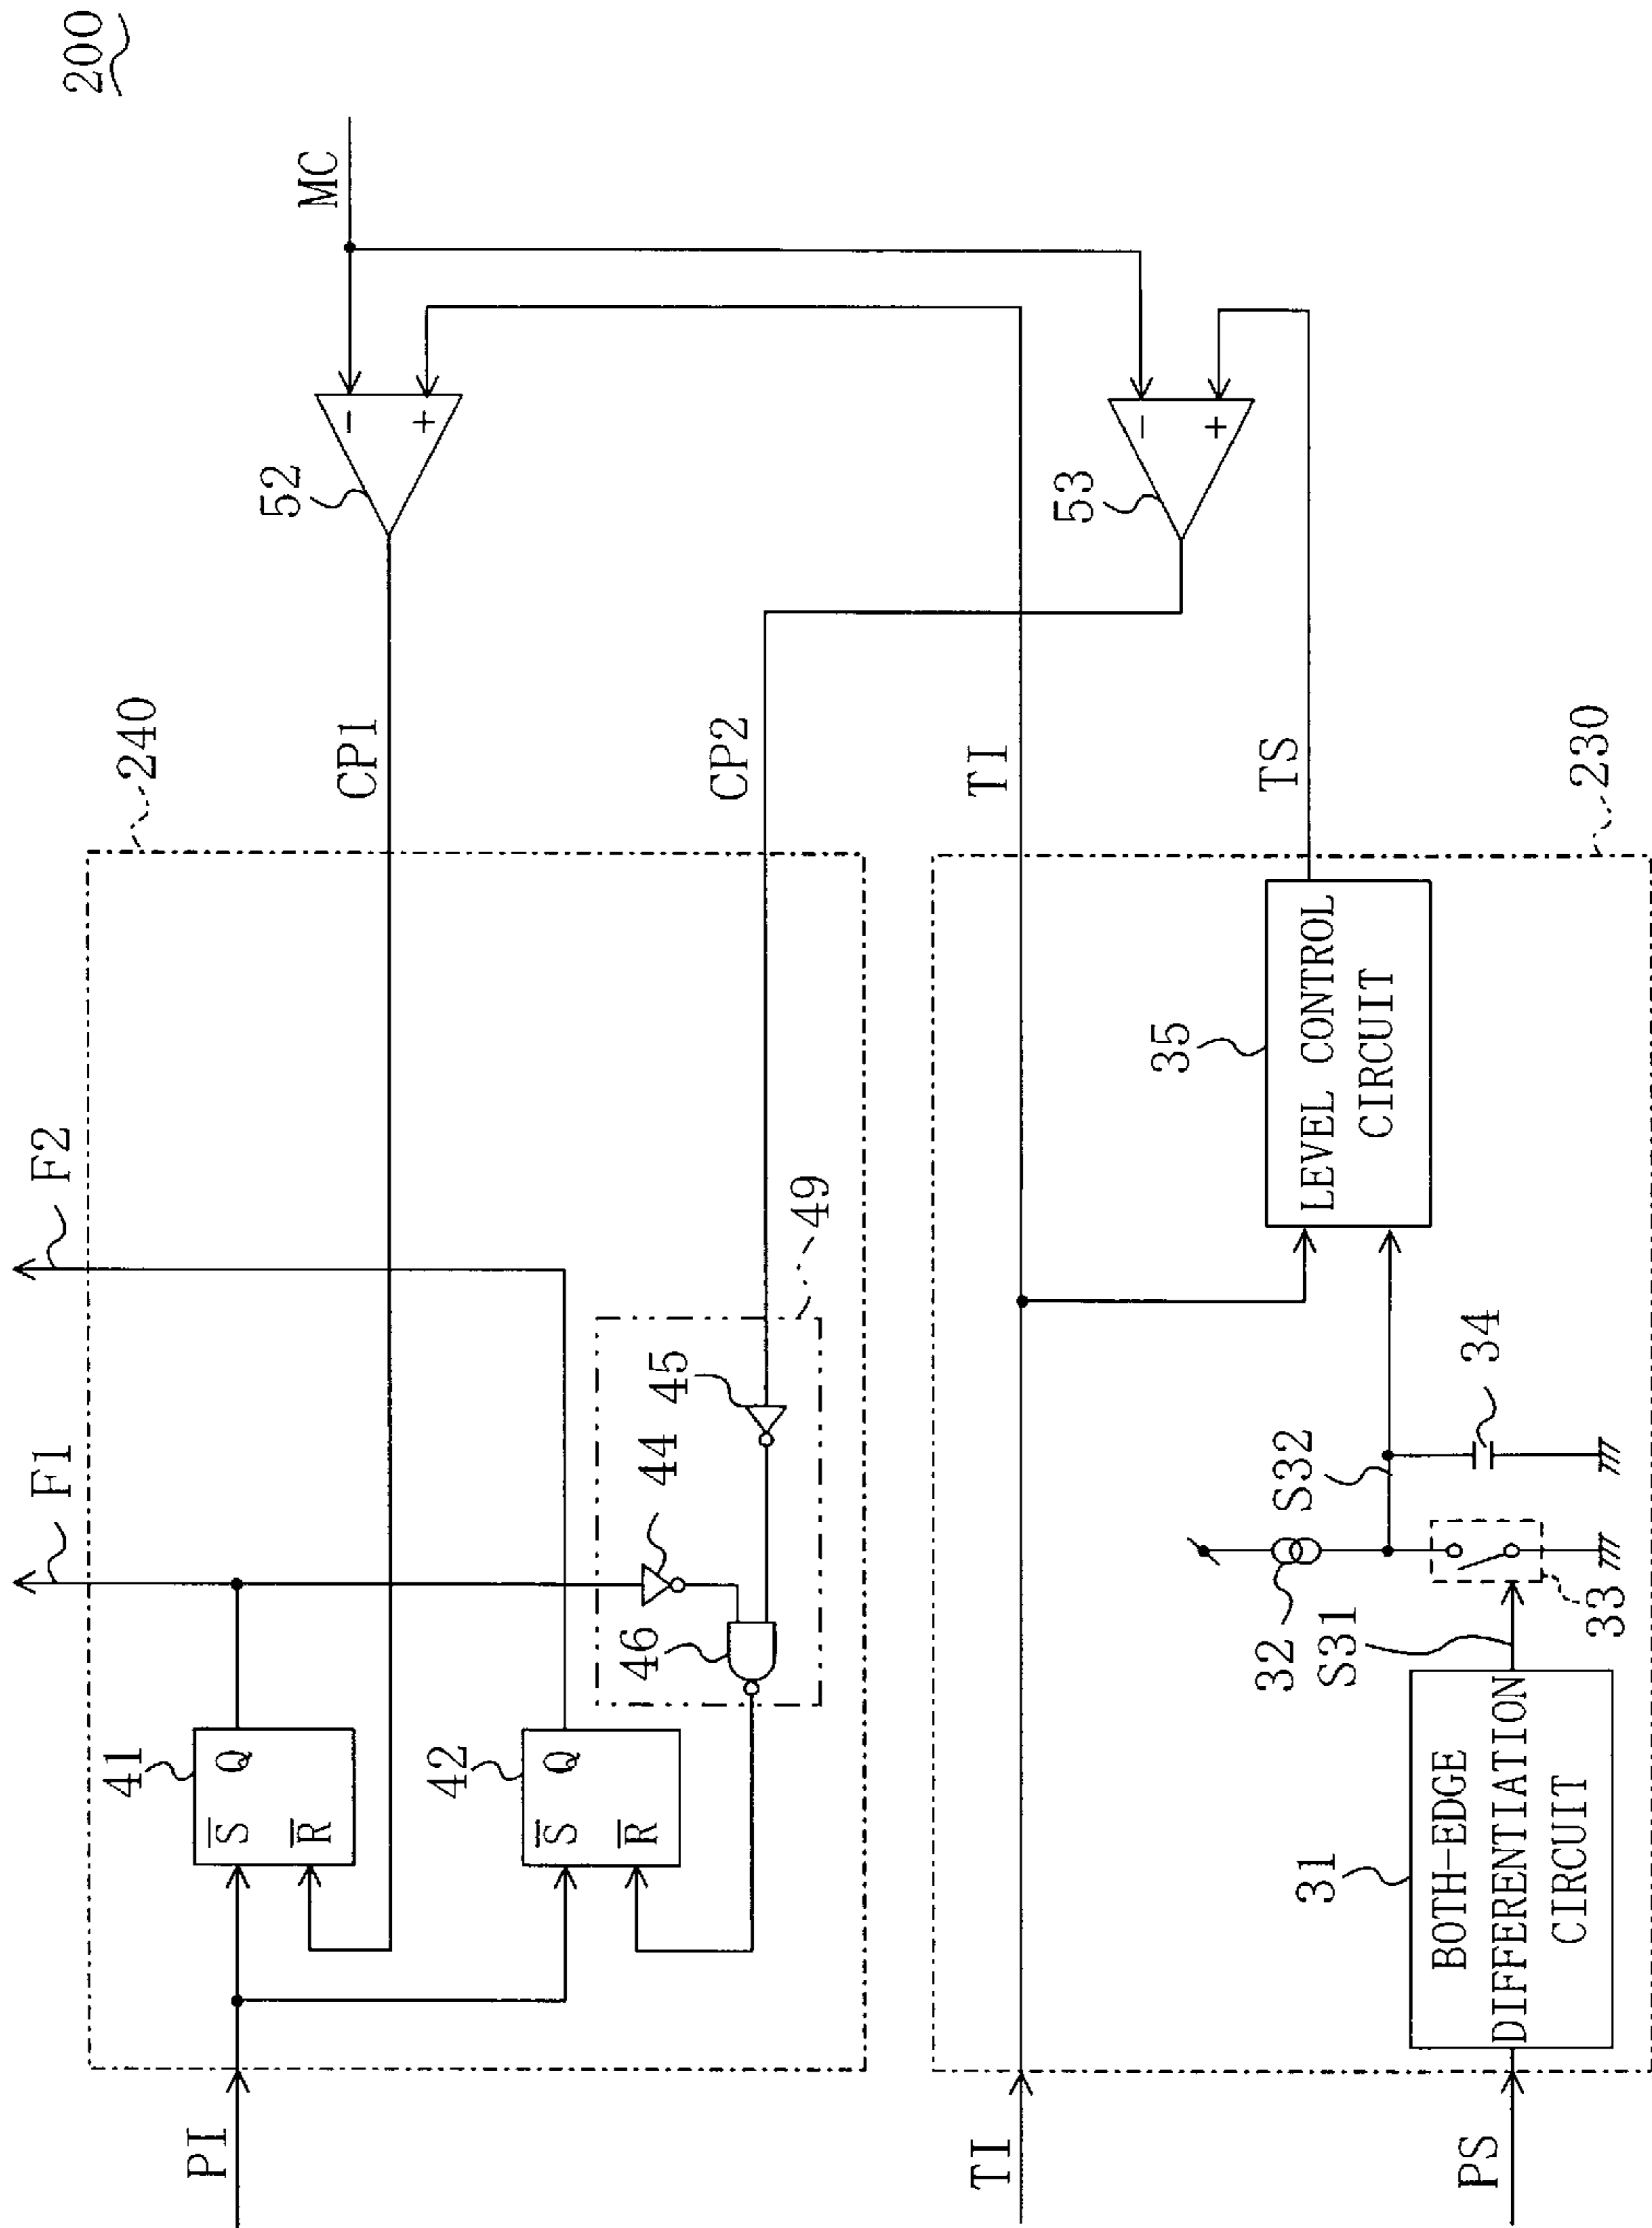 200
MC
52
-
+
53
-
+
240
CP1
CP2
TI
TS
230
F1
F2
41
S̅ Q
R̅
42
S̅ Q
R̅
44
45
46
49
35
LEVEL CONTROL
CIRCUIT
34
S32
32
S31
33
31
BOTH-EDGE
DIFFERENTIATION
CIRCUIT
PI
TI
PS